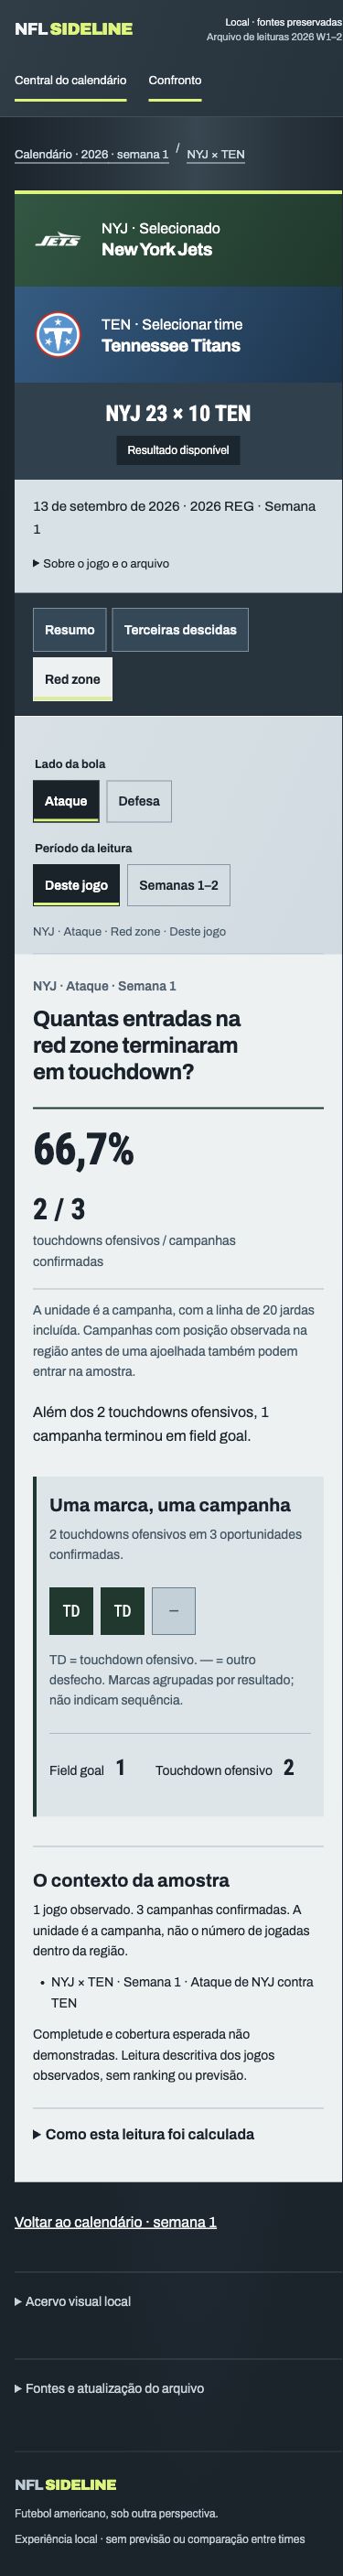 NFL SIDELINE
Local · fontes preservadas
Arquivo de leituras 2026 W1–2
Central do calendário
Confronto
Calendário · 2026 · semana 1 / NYJ × TEN
JETS
NYJ · Selecionado
New York Jets
T
TEN · Selecionar time
Tennessee Titans
NYJ 23 × 10 TEN
Resultado disponível
13 de setembro de 2026 · 2026 REG · Semana
1
Sobre o jogo e o arquivo
Resumo
Terceiras descidas
Red zone
Lado da bola
Ataque
Defesa
Período da leitura
Deste jogo
Semanas 1–2
NYJ · Ataque · Red zone · Deste jogo
NYJ · Ataque · Semana 1
Quantas entradas na
red zone terminaram
em touchdown?
66,7%
2 / 3
touchdowns ofensivos / campanhas
confirmadas
A unidade é a campanha, com a linha de 20 jardas
incluída. Campanhas com posição observada na
região antes de uma ajoelhada também podem
entrar na amostra.
Além dos 2 touchdowns ofensivos, 1
campanha terminou em field goal.
Uma marca, uma campanha
2 touchdowns ofensivos em 3 oportunidades
confirmadas.
TD TD —
TD = touchdown ofensivo. — = outro
desfecho. Marcas agrupadas por resultado;
não indicam sequência.
Field goal 1 Touchdown ofensivo 2
O contexto da amostra
1 jogo observado. 3 campanhas confirmadas. A
unidade é a campanha, não o número de jogadas
dentro da região.
• NYJ × TEN · Semana 1 · Ataque de NYJ contra
TEN
Completude e cobertura esperada não
demonstradas. Leitura descritiva dos jogos
observados, sem ranking ou previsão.
Como esta leitura foi calculada
Voltar ao calendário · semana 1
Acervo visual local
Fontes e atualização do arquivo
NFL SIDELINE
Futebol americano, sob outra perspectiva.
Experiência local · sem previsão ou comparação entre times